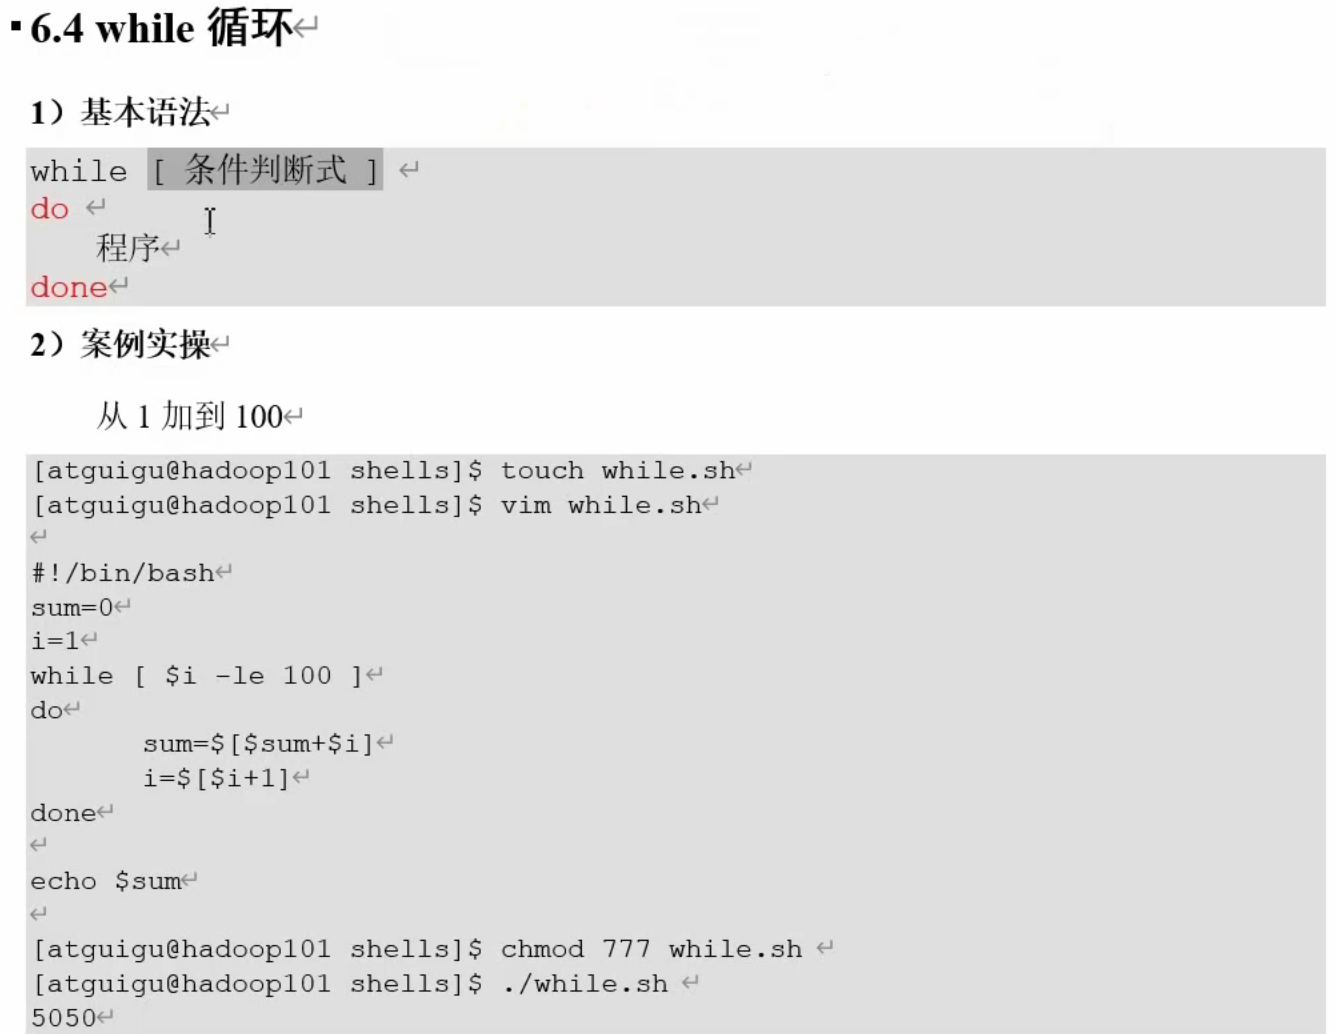 6.4 while 循环
1）基本语法
while [ 条件判断式 ]
do
程序
done
2）案例实操
从 1 加到 100
[atguigu@hadoop101 shells]$ touch while.sh
[atguigu@hadoop101 shells]$ vim while.sh
#!/bin/bash
sum=0
i=1
while [ $i -le 100 ]
do
sum=$[$sum+$i]
i=$[$i+1]
done
echo $sum
[atguigu@hadoop101 shells]$ chmod 777 while.sh
[atguigu@hadoop101 shells]$ ./while.sh
5050